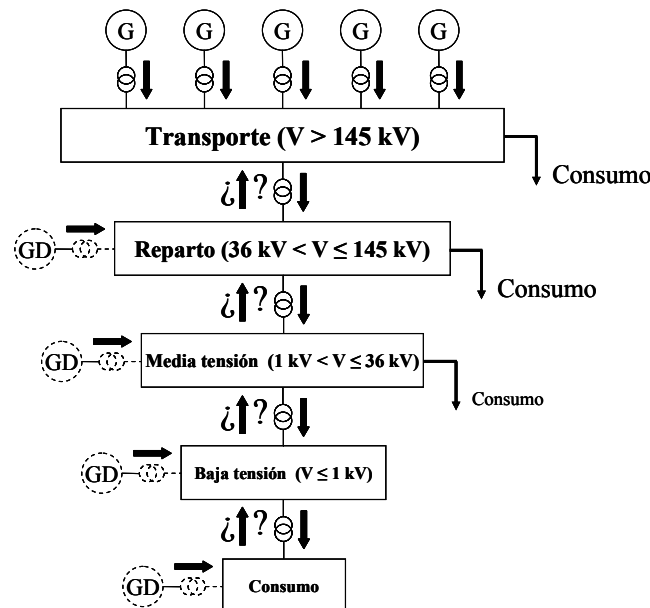 G G G G G
Transporte (V > 145 kV)
Consumo
¿ ?
GD
Reparto (36 kV < V ≤ 145 kV)
Consumo
¿ ?
GD
Media tensión (1 kV < V ≤ 36 kV)
Consumo
¿ ?
GD
Baja tensión (V ≤ 1 kV)
¿ ?
GD
Consumo